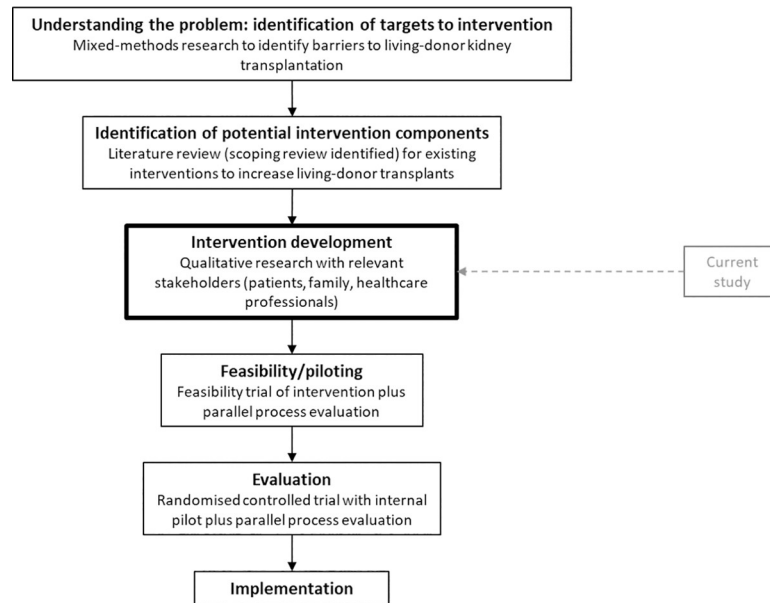 Understanding the problem: identification of targets to intervention
Mixed-methods research to identify barriers to living-donor kidney
transplantation
Identification of potential intervention components
Literature review (scoping review identified) for existing
interventions to increase living-donor transplants
Intervention development
Qualitative research with relevant
stakeholders (patients, family, healthcare
professionals)
Current
study
Feasibility/piloting
Feasibility trial of intervention plus
parallel process evaluation
Evaluation
Randomised controlled trial with internal
pilot plus parallel process evaluation
Implementation